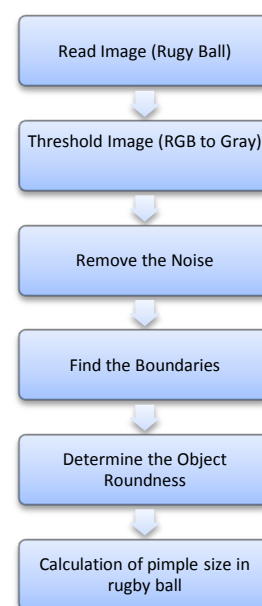 Read Image (Rugy Ball)
Threshold Image (RGB to Gray)
Remove the Noise
Find the Boundaries
Determine the Object
Roundness
Calculation of pimple size in
rugby ball